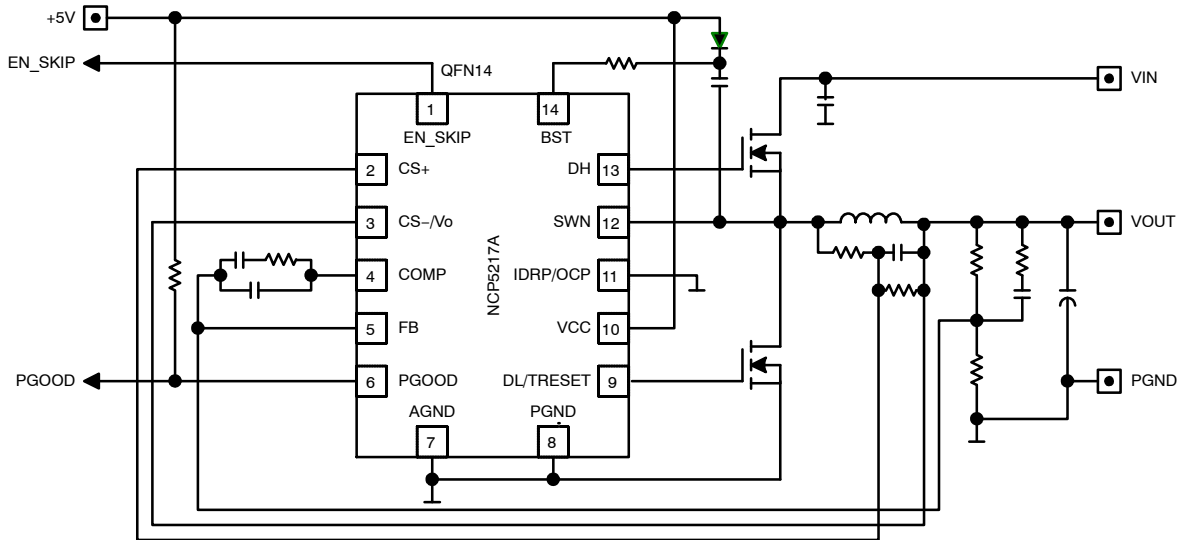 +5V
EN_SKIP
QFN14
VIN
1
14
EN_SKIP
BST
2
CS+
DH
13
3
CS−/Vo
SWN
12
VOUT
4
COMP
IDRP/OCP
11
NCP5217A
5
FB
VCC
10
PGOOD
6
PGOOD
DL/TRESET
9
PGND
AGND
PGND
7
8